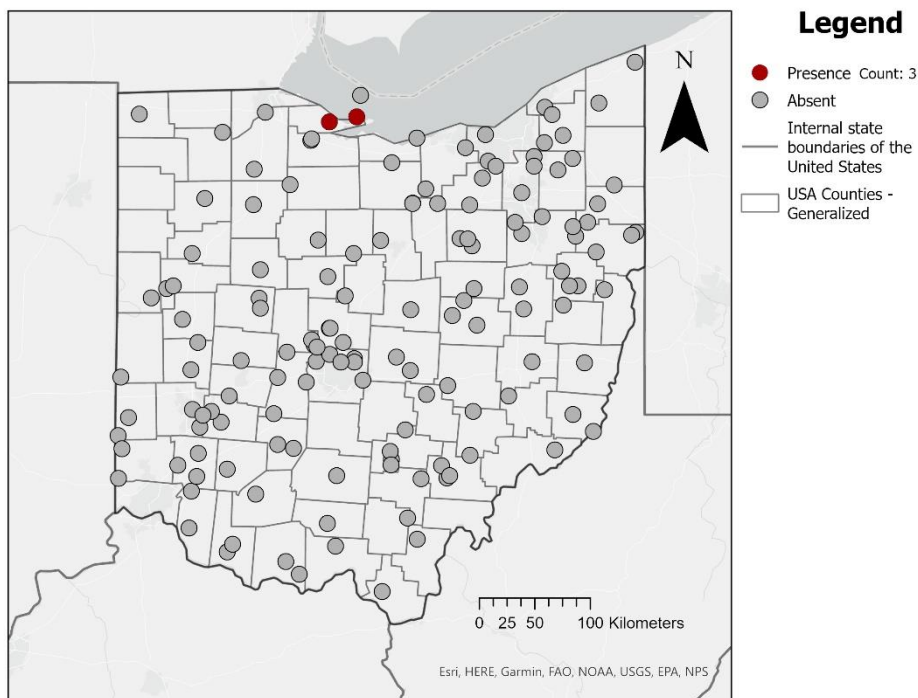 Legend
N
Presence Count: 3
Absent
Internal state
boundaries of the
United States
USA Counties -
Generalized
0 25 50 100 Kilometers
Esri, HERE, Garmin, FAO, NOAA, USGS, EPA, NPS